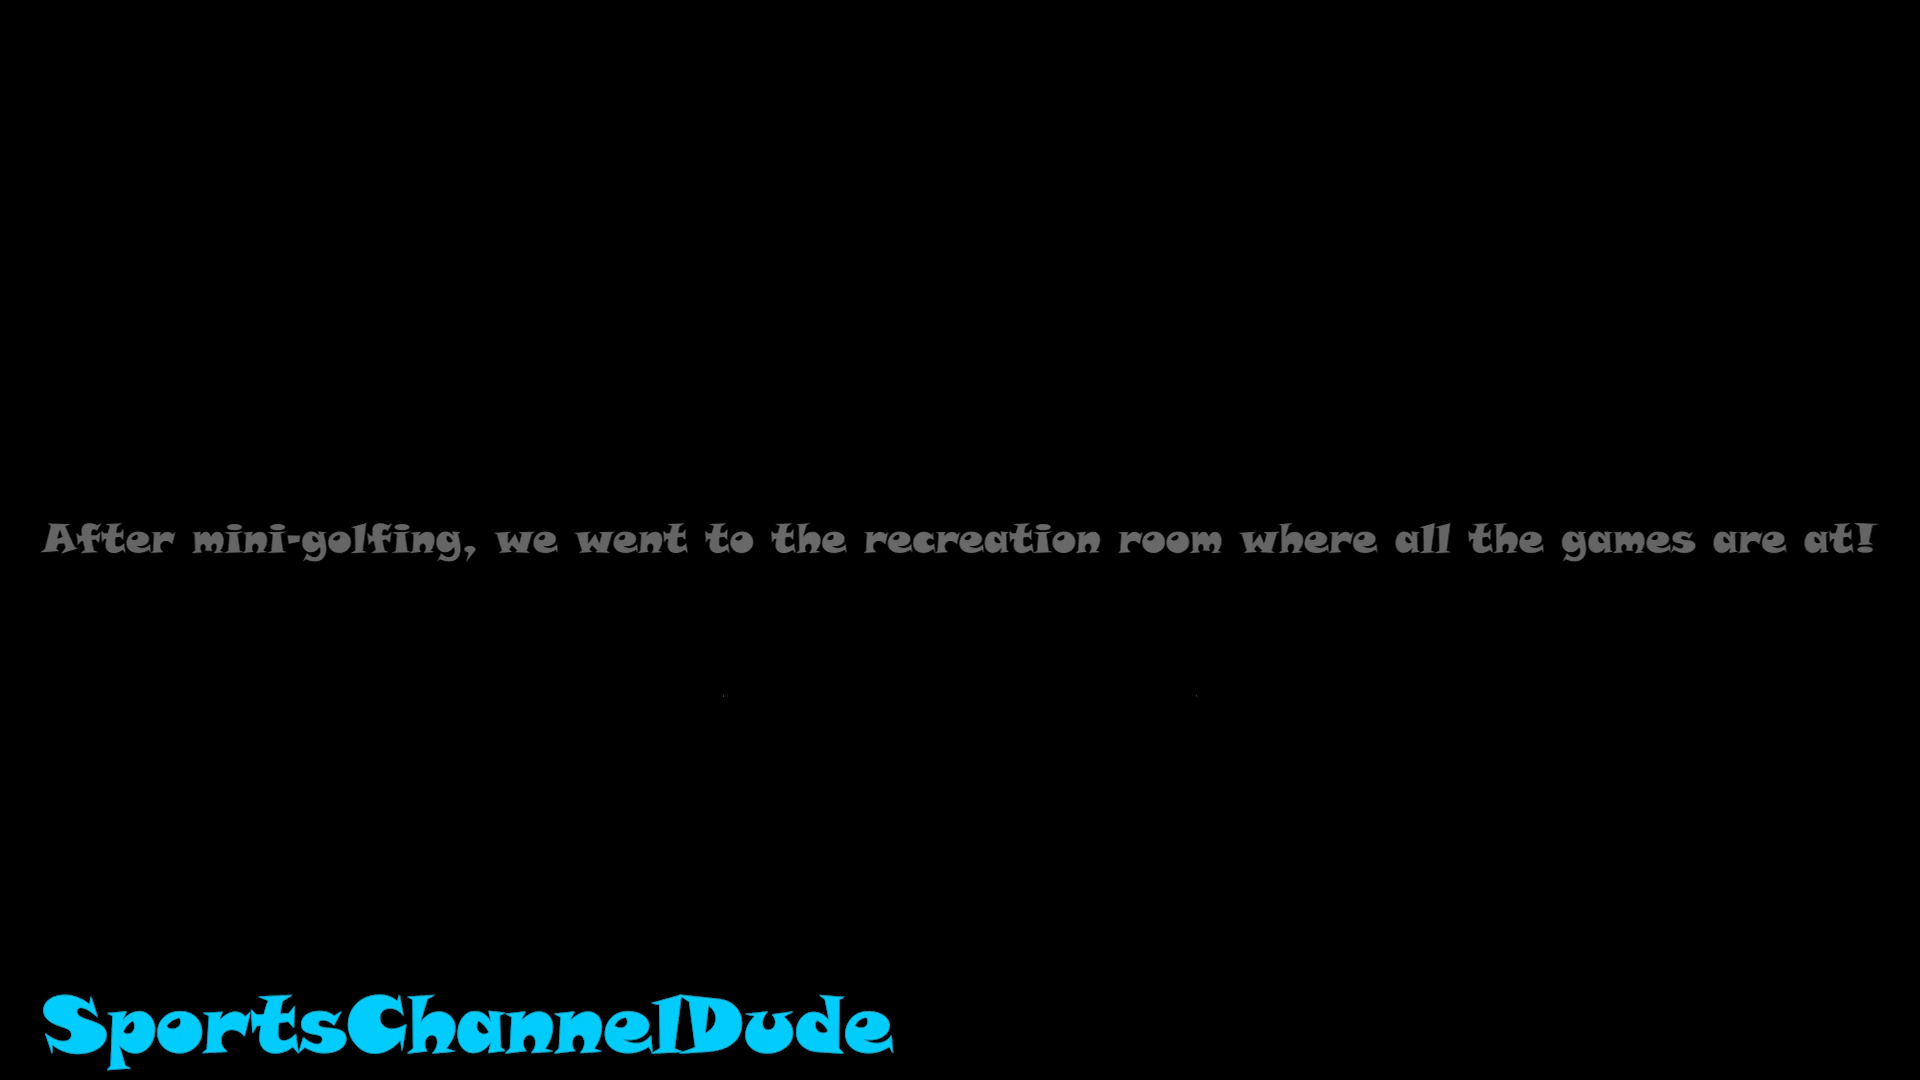 After mini-golfing, we went to the recreation room where all the games are at!
SportsChannelDude